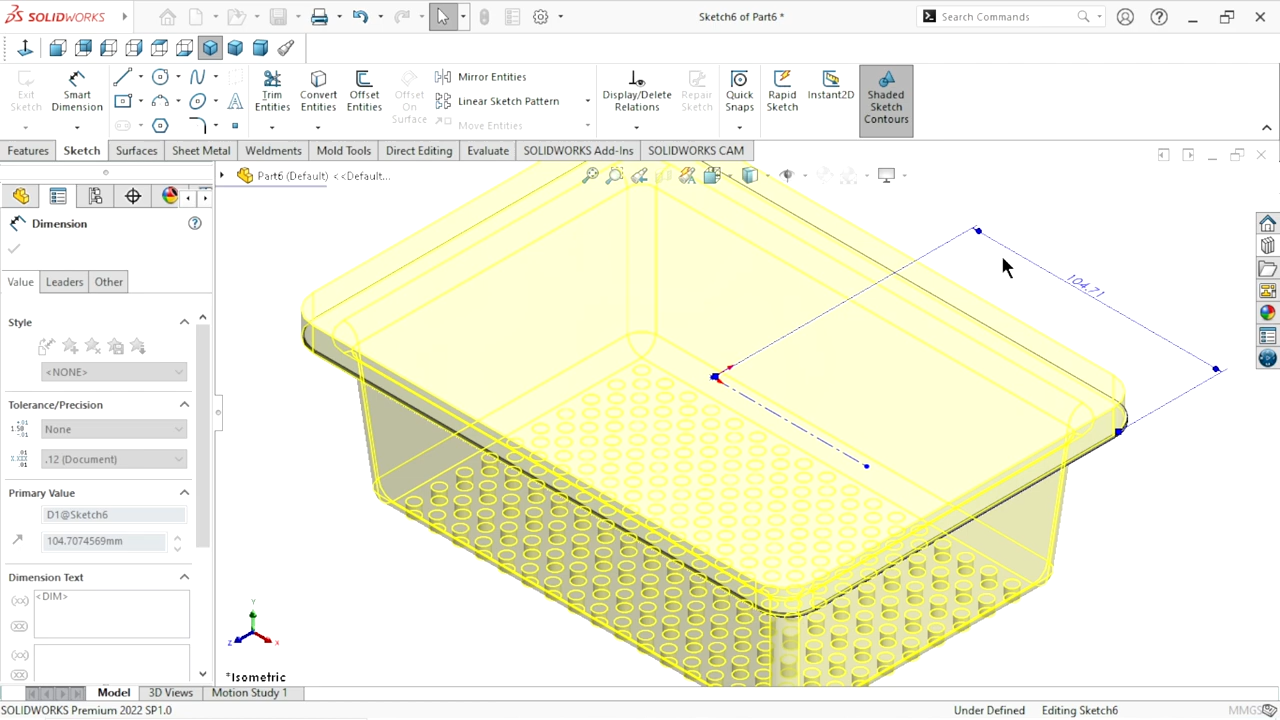 SOLIDWORKS
Sketch6 of Part6 *
Search Commands
Exit Sketch
Smart Dimension
Trim Entities
Convert Entities
Offset Entities
Offset On Surface
Mirror Entities
Linear Sketch Pattern
Move Entities
Display/Delete Relations
Repair Sketch
Quick Snaps
Rapid Sketch
Instant2D
Shaded Sketch Contours
Features
Sketch
Surfaces
Sheet Metal
Weldments
Mold Tools
Direct Editing
Evaluate
SOLIDWORKS Add-Ins
SOLIDWORKS CAM
Part6 (Default) <<Default...
Dimension
Value
Leaders
Other
Style
<NONE>
Tolerance/Precision
None
.12 (Document)
Primary Value
D1@Sketch6
104.7074569mm
Dimension Text
<DIM>
104.71
Y
Z
X
*Isometric
Model
3D Views
Motion Study 1
SOLIDWORKS Premium 2022 SP1.0
Under Defined
Editing Sketch6
MMGS